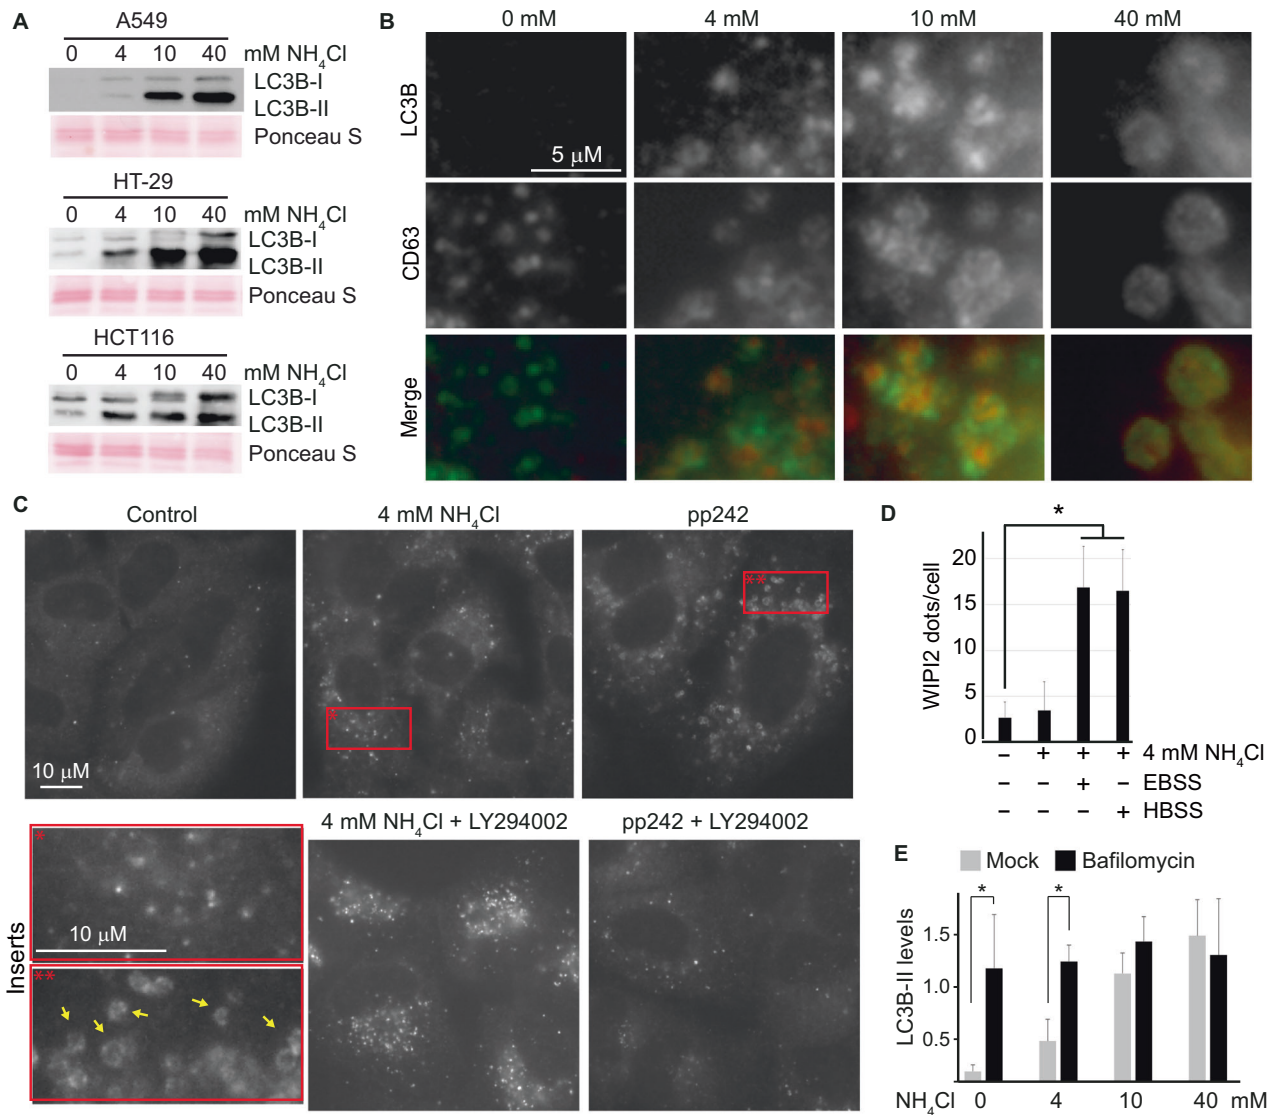 A
A549
0 4 10 40 mM NH4Cl
LC3B-I
LC3B-II
Ponceau S
HT-29
0 4 10 40 mM NH4Cl
LC3B-I
LC3B-II
Ponceau S
HCT116
0 4 10 40 mM NH4Cl
LC3B-I
LC3B-II
Ponceau S
B
0 mM 4 mM 10 mM 40 mM
LC3B
5 µM
CD63
Merge
C
Control 4 mM NH4Cl pp242
**
*
10 µM
4 mM NH4Cl + LY294002 pp242 + LY294002
Inserts
*
10 µM
**
D
*
WIPI2 dots/cell
20
15
10
5
0
– + + + 4 mM NH4Cl
– – + – EBSS
– – – + HBSS
E
Mock Bafilomycin
* *
LC3B-II levels
1.5
1.0
0.5
NH4Cl 0 4 10 40 mM